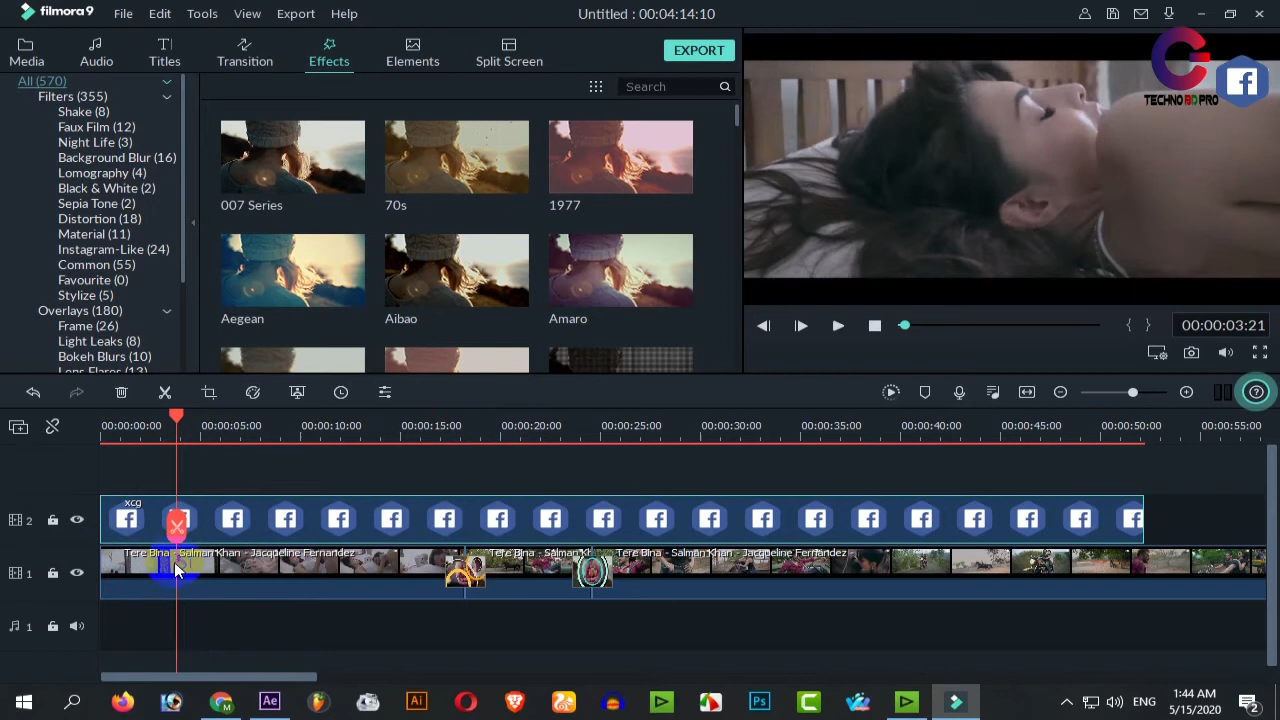 filmora9
File Edit Tools View Export Help
Untitled : 00:04:14:10
Media Audio Titles Transition Effects Elements Split Screen
EXPORT
All (570)
Filters (355)
Shake (8)
Faux Film (12)
Night Life (3)
Background Blur (16)
Lomography (4)
Black & White (2)
Sepia Tone (2)
Distortion (18)
Material (11)
Instagram-Like (24)
Common (55)
Favourite (0)
Stylize (5)
Overlays (180)
Frame (26)
Light Leaks (8)
Bokeh Blurs (10)
Lens Flares (13)
Search
007 Series 70s 1977
Aegean Aibao Amaro
TECHNO BD PRO
00:00:03:21
00:00:00:00 00:00:05:00 00:00:10:00 00:00:15:00 00:00:20:00 00:00:25:00 00:00:30:00 00:00:35:00 00:00:40:00 00:00:45:00 00:00:50:00 00:00:55:00
xcg
2
Tere Bina - Salman Khan - Jacqueline Fernandez Tere Bina - Salman Kh Tere Bina - Salman Khan - Jacqueline Fernandez -
1
1
Ae Ai Ps
ENG
1:44 AM
5/15/2020
2